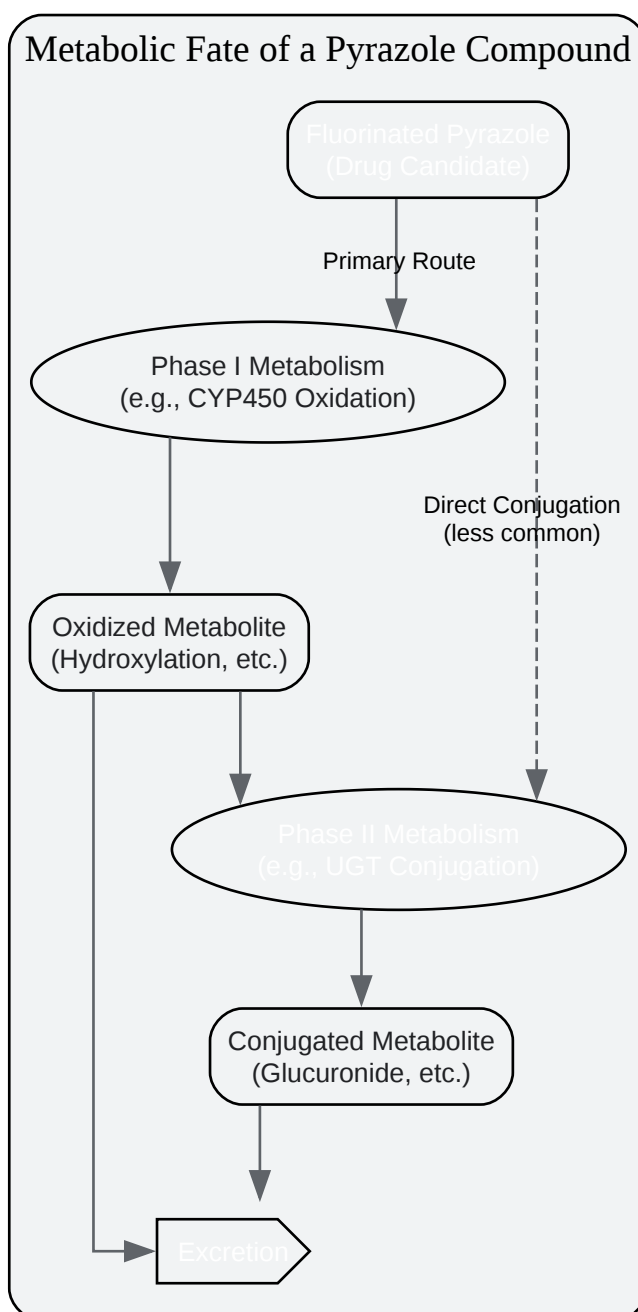 Metabolic Fate of a Pyrazole Compound
Fluorinated Pyrazole
(Drug Candidate)
Primary Route
Phase I Metabolism
(e.g., CYP450 Oxidation)
Direct Conjugation
(less common)
Oxidized Metabolite
(Hydroxylation, etc.)
Phase II Metabolism
(e.g., UGT Conjugation)
Conjugated Metabolite
(Glucuronide, etc.)
Excretion